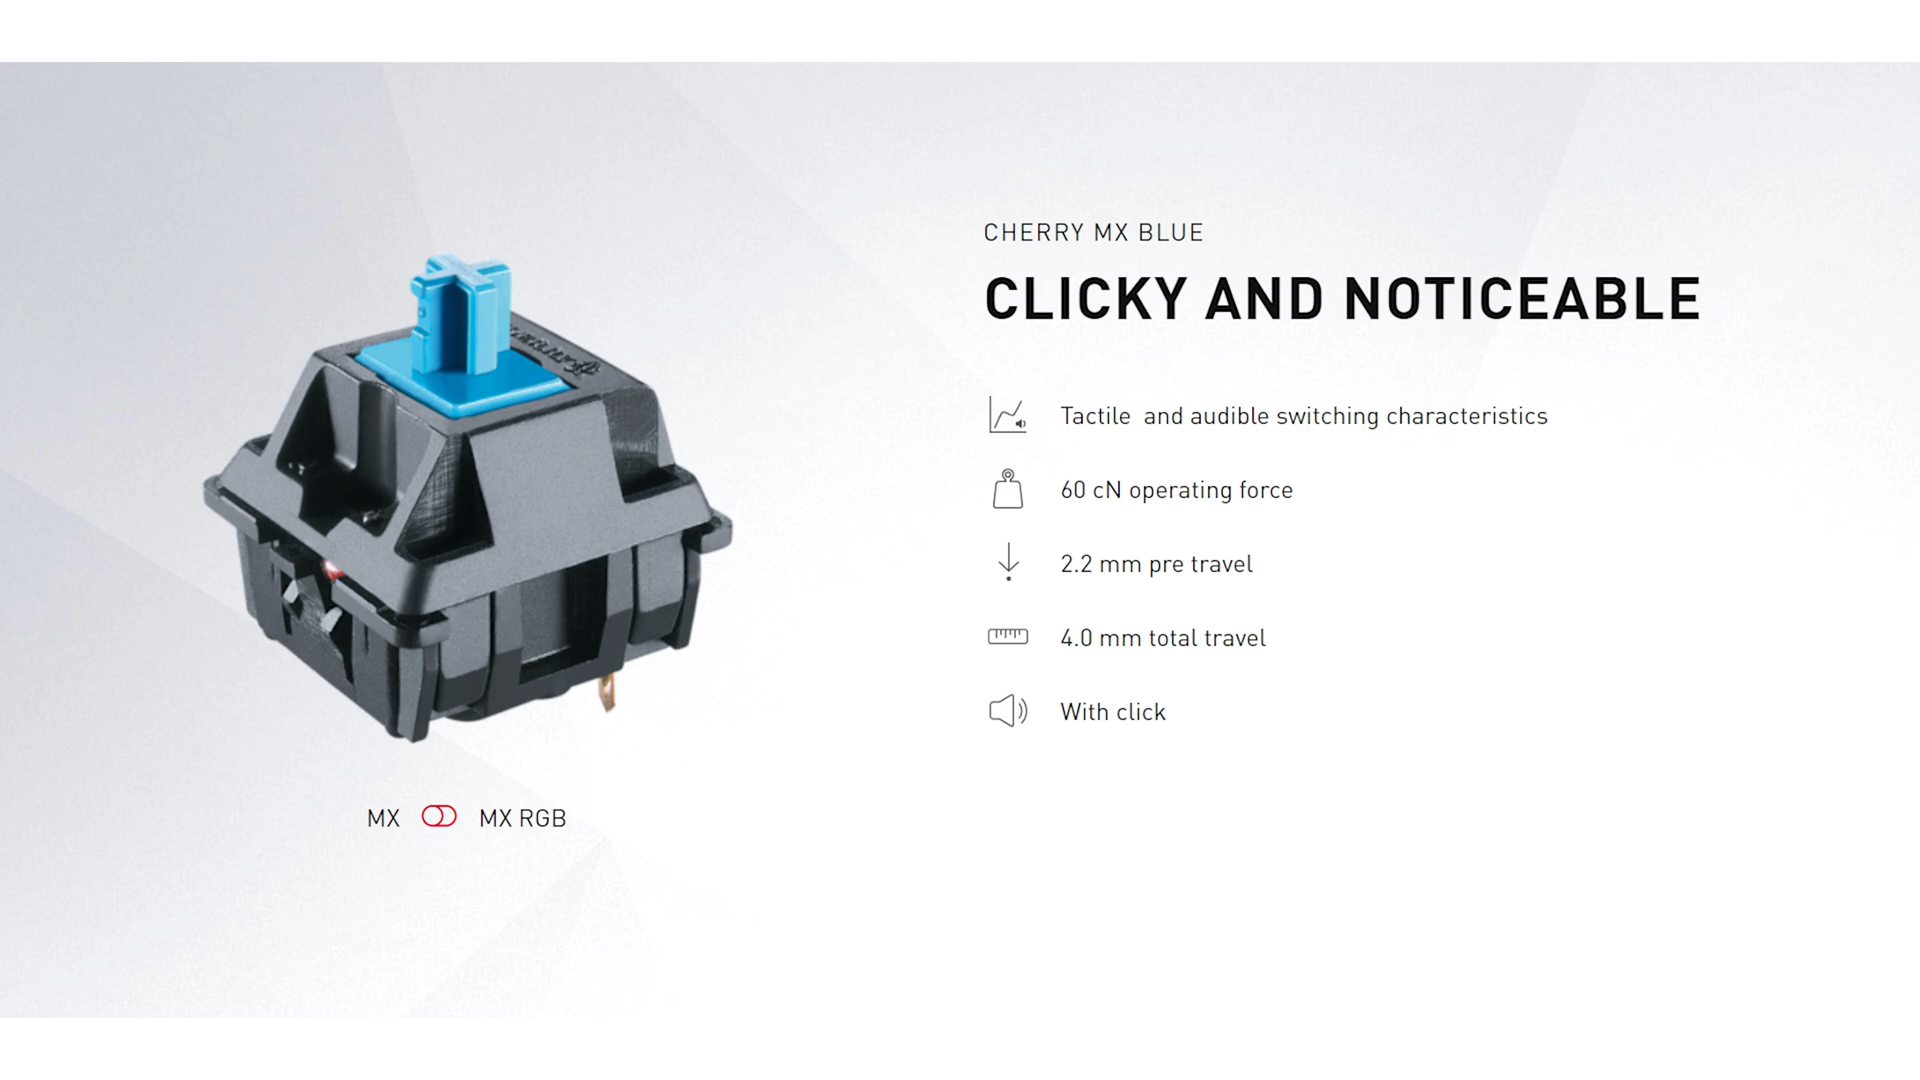 CHERRY MX BLUE
CLICKY AND NOTICEABLE
Tactile and audible switching characteristics
60 cN operating force
2.2 mm pre travel
4.0 mm total travel
With click
MX MX RGB